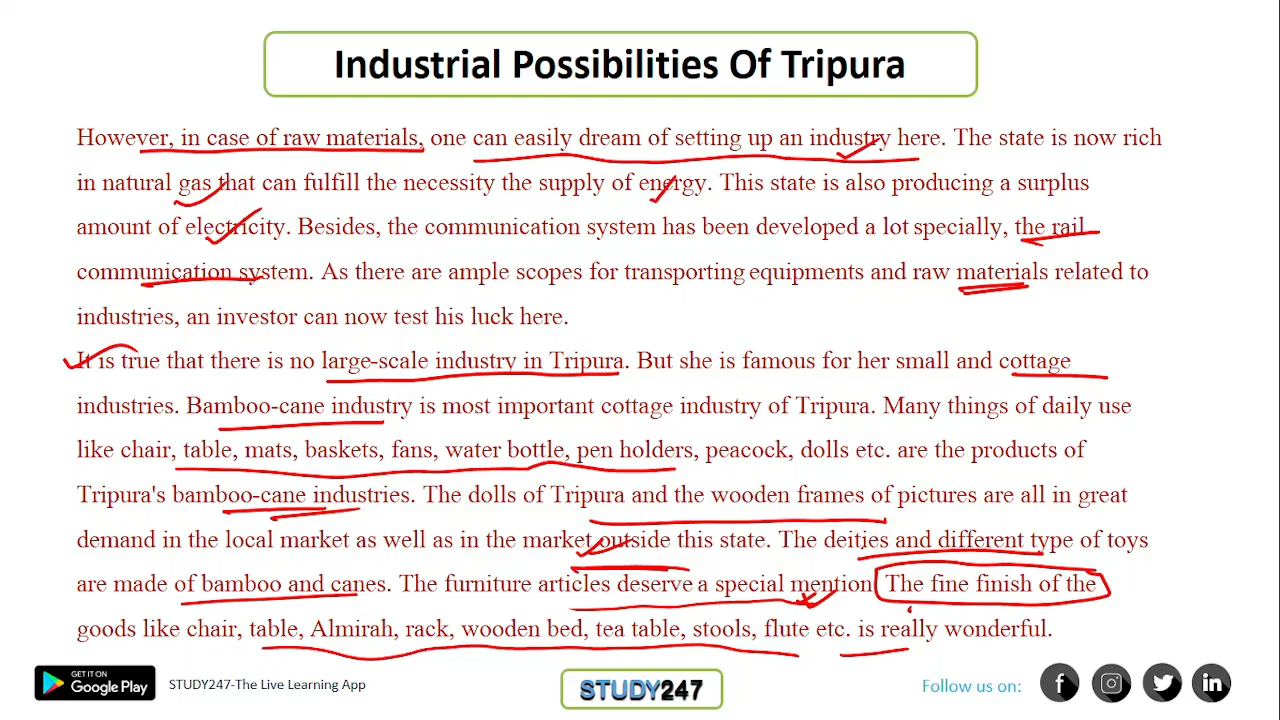 Industrial Possibilities Of Tripura
However, in case of raw materials, one can easily dream of setting up an industry here. The state is now rich
in natural gas that can fulfill the necessity the supply of energy. This state is also producing a surplus
amount of electricity. Besides, the communication system has been developed a lot specially, the rail
communication system. As there are ample scopes for transporting equipments and raw materials related to
industries, an investor can now test his luck here.
It is true that there is no large-scale industry in Tripura. But she is famous for her small and cottage
industries. Bamboo-cane industry is most important cottage industry of Tripura. Many things of daily use
like chair, table, mats, baskets, fans, water bottle, pen holders, peacock, dolls etc. are the products of
Tripura's bamboo-cane industries. The dolls of Tripura and the wooden frames of pictures are all in great
demand in the local market as well as in the market outside this state. The deities and different type of toys
are made of bamboo and canes. The furniture articles deserve a special mention. The fine finish of the
goods like chair, table, Almirah, rack, wooden bed, tea table, stools, flute etc. is really wonderful.
GET IT ON
Google Play
STUDY247-The Live Learning App
STUDY247
Follow us on: